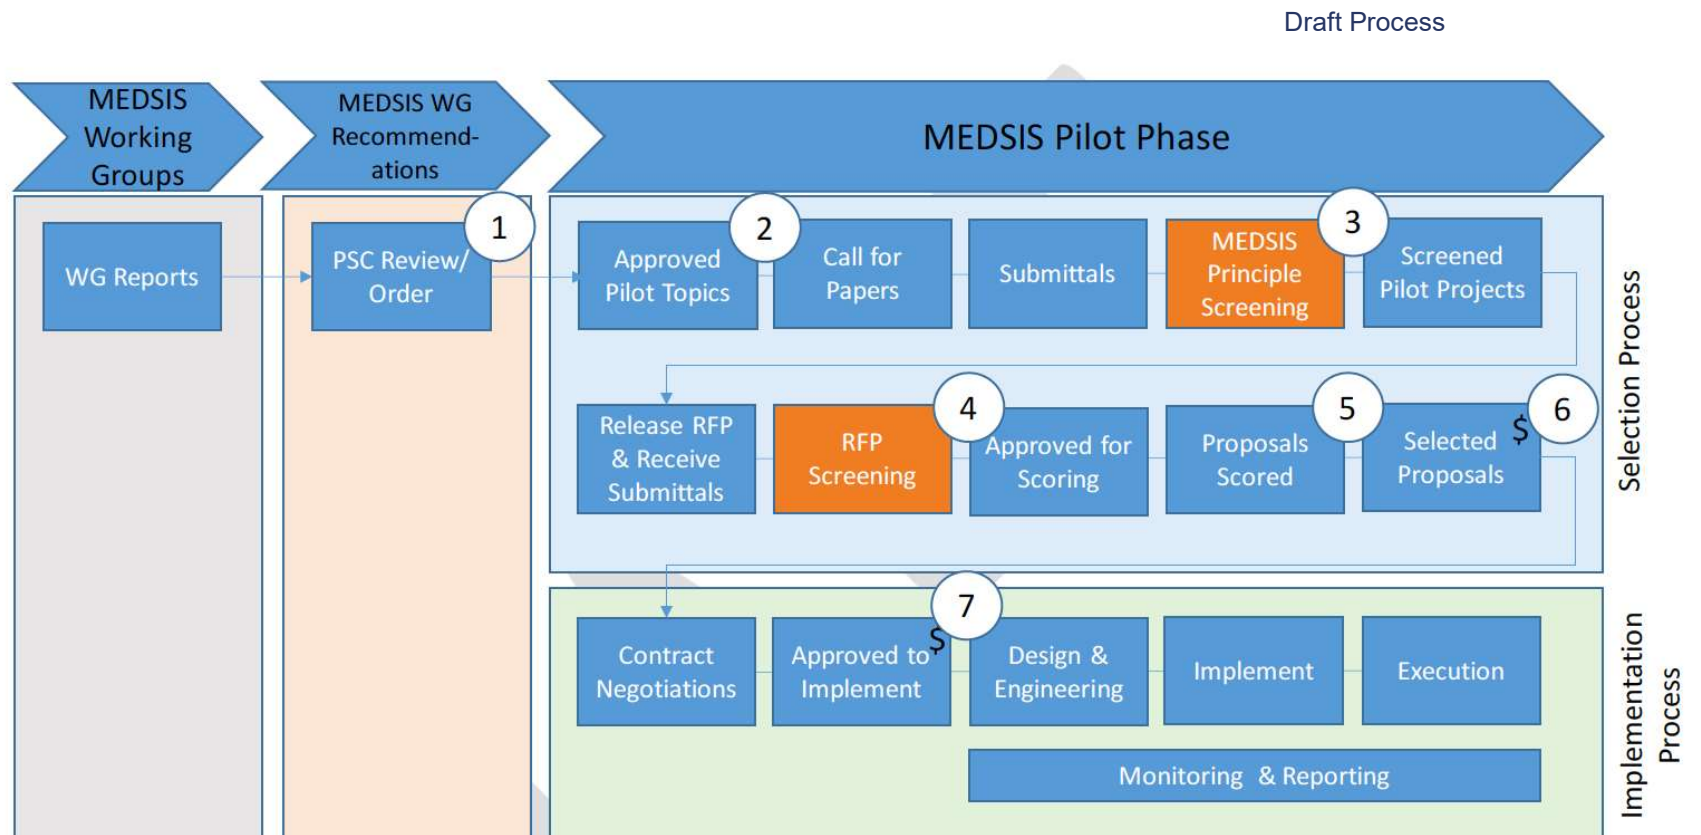 Draft Process
MEDSIS
Working
Groups
MEDSIS WG
Recommend-
ations
MEDSIS Pilot Phase
WG Reports
PSC Review/
Order
1
Approved
Pilot Topics
2
Call for
Papers
Submittals
MEDSIS
Principle
Screening
3
Screened
Pilot Projects
Release RFP
& Receive
Submittals
RFP
Screening
4
Approved for
Scoring
Proposals
Scored
5
Selected
Proposals
$
6
Selection Process
Contract
Negotiations
Approved to
Implement
$
7
Design &
Engineering
Implement
Execution
Monitoring & Reporting
Implementation
Process